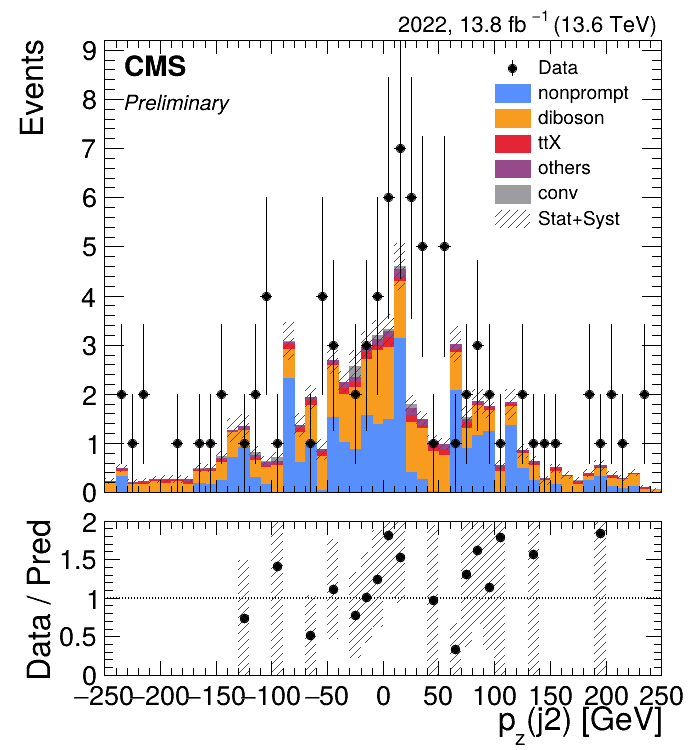 2022, 13.8 fb⁻¹ (13.6 TeV)
CMS
Preliminary
Events
9
8
7
6
5
4
3
2
1
0
Data
nonprompt
diboson
ttX
others
conv
Stat+Syst
Data / Pred
2
1.5
1
0.5
0
−250 −200 −150 −100 −50 0 50 100 150 200 250
p_z(j2) [GeV]